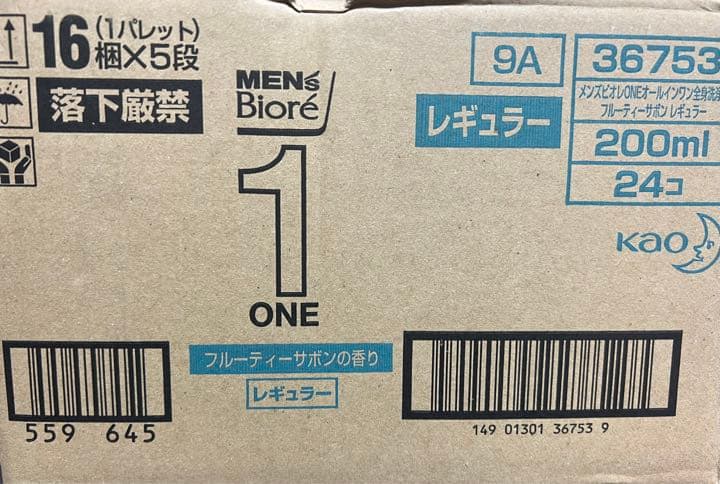 16 (1パレット)
梱×5段
落下厳禁
MEN's
Bioré
1
ONE
フルーティーサボンの香り
レギュラー
9A
レギュラー
36753
メンズビオレONEオールインワン全身洗浄
フルーティーサボン レギュラー
200ml
24コ
Kao
559 645
149 01301 36753 9